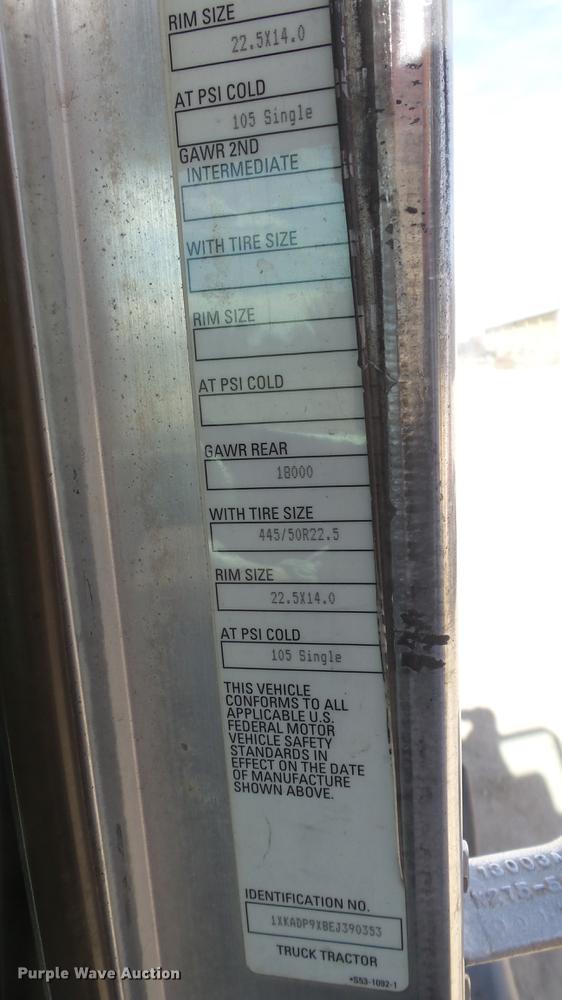 RIM SIZE
22.5X14.0
AT PSI COLD
105 Single
GAWR 2ND
INTERMEDIATE
WITH TIRE SIZE
RIM SIZE
AT PSI COLD
GAWR REAR
18000
WITH TIRE SIZE
445/50R22.5
RIM SIZE
22.5X14.0
AT PSI COLD
105 Single
THIS VEHICLE
CONFORMS TO ALL
APPLICABLE U.S.
FEDERAL MOTOR
VEHICLE SAFETY
STANDARDS IN
EFFECT ON THE DATE
OF MANUFACTURE
SHOWN ABOVE.
IDENTIFICATION NO.
1XKADP9XBEJ390353
TRUCK TRACTOR
*S53-1092-1
Purple Wave Auction